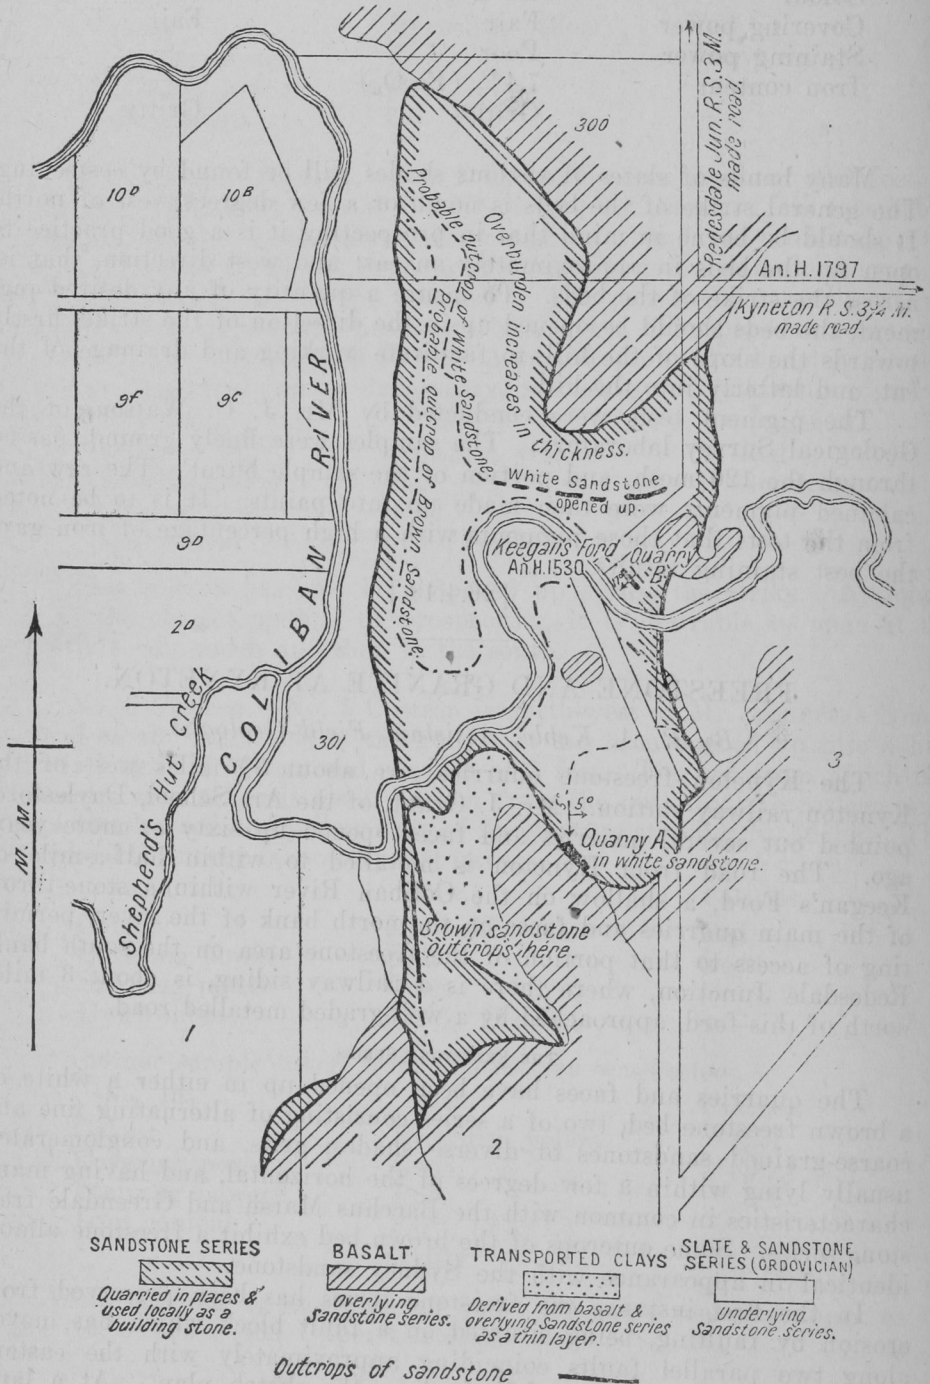 300
Redesdale Jun. R.S. 3 M.
made road.
10D
10B
Probable outcrop of White Sandstone
Overburden increases
in thickness.
An. H. 1797
Kyneton R.S. 3¼ M.
made road.
9F
9C
Probable outcrop of Brown Sandstone.
White Sandstone
opened up.
9D
Keegan's Ford
An H. 1530
Quarry
B
COLIBAN RIVER
2D
Shepherd's Hut Creek
301
3
M. N.
5°
Quarry A
in white sandstone.
Brown sandstone
outcrops here.
1
2
SANDSTONE SERIES
Quarried in places &
used locally as a
building stone.
BASALT
Overlying
Sandstone series.
TRANSPORTED CLAYS
Derived from basalt &
overlying Sandstone series
as a thin layer.
SLATE & SANDSTONE
SERIES (ORDOVICIAN)
Underlying
Sandstone series.
Outcrops of sandstone